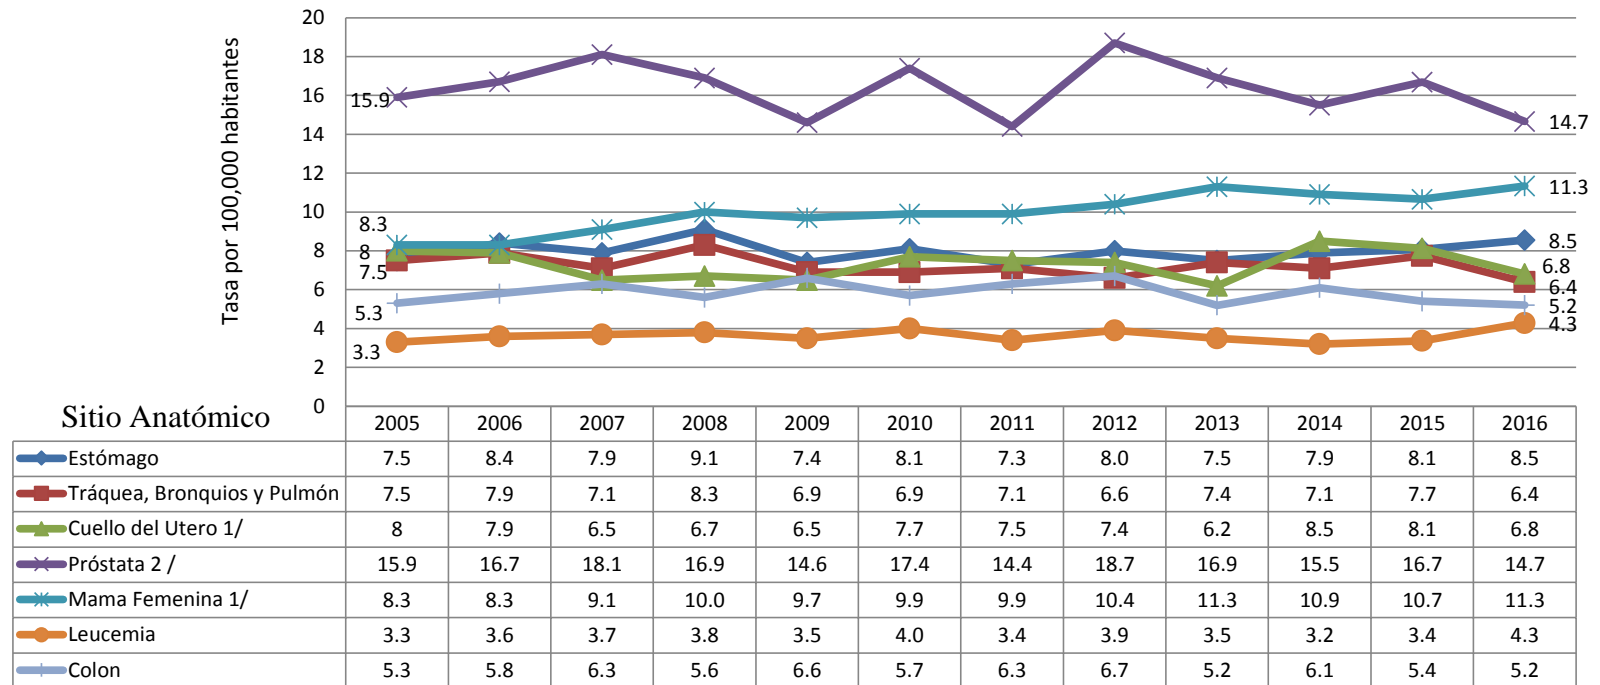 Tasa por 100,000 habitantes
20
18
16
14
12
10
8
6
4
2
0
15.9
8.3
8
7.5
5.3
3.3
14.7
11.3
8.5
6.8
6.4
5.2
4.3
Sitio Anatómico 2005 2006 2007 2008 2009 2010 2011 2012 2013 2014 2015 2016
Estómago 7.5 8.4 7.9 9.1 7.4 8.1 7.3 8.0 7.5 7.9 8.1 8.5
Tráquea, Bronquios y Pulmón 7.5 7.9 7.1 8.3 6.9 6.9 7.1 6.6 7.4 7.1 7.7 6.4
Cuello del Utero 1/ 8 7.9 6.5 6.7 6.5 7.7 7.5 7.4 6.2 8.5 8.1 6.8
Próstata 2 / 15.9 16.7 18.1 16.9 14.6 17.4 14.4 18.7 16.9 15.5 16.7 14.7
Mama Femenina 1/ 8.3 8.3 9.1 10.0 9.7 9.9 9.9 10.4 11.3 10.9 10.7 11.3
Leucemia 3.3 3.6 3.7 3.8 3.5 4.0 3.4 3.9 3.5 3.2 3.4 4.3
Colon 5.3 5.8 6.3 5.6 6.6 5.7 6.3 6.7 5.2 6.1 5.4 5.2